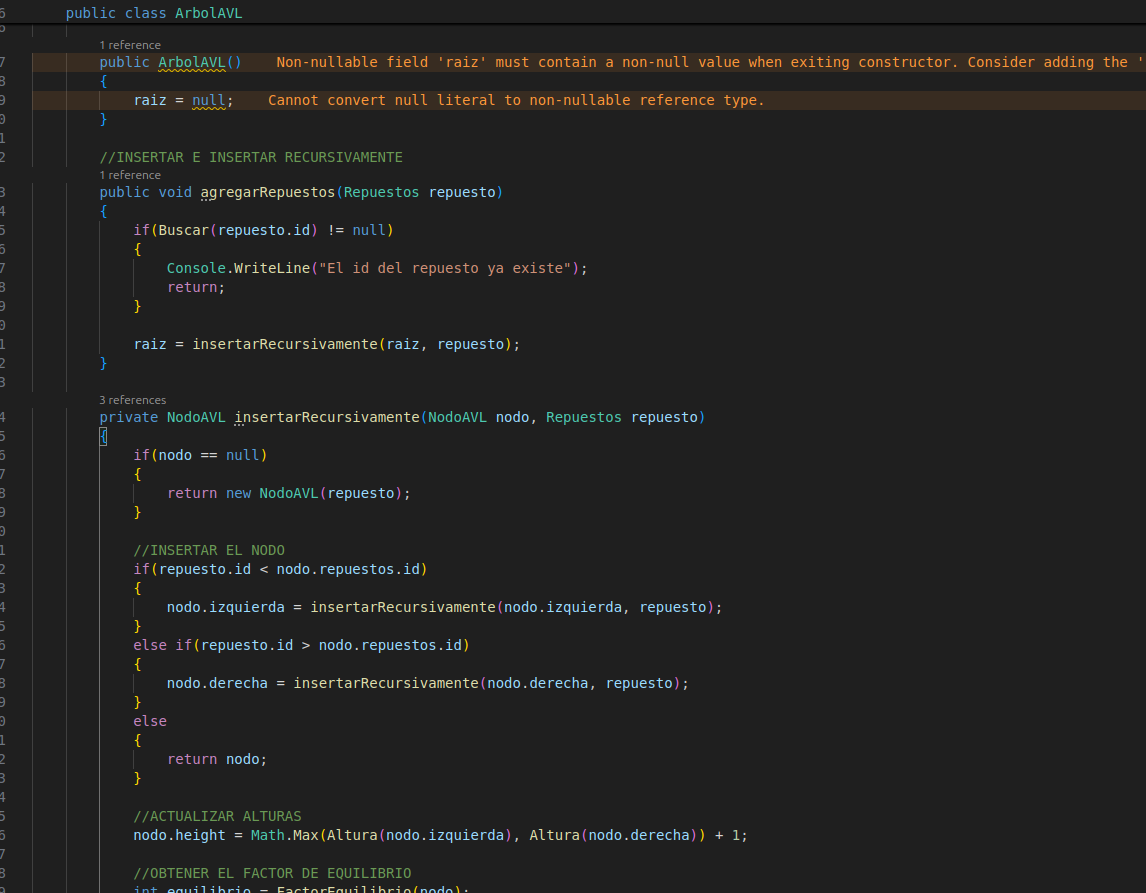 6 public class ArbolAVL
6
1 reference
7 public ArbolAVL() Non-nullable field 'raiz' must contain a non-null value when exiting constructor. Consider adding the '
8 {
9 raiz = null; Cannot convert null literal to non-nullable reference type.
0 }
1
2 //INSERTAR E INSERTAR RECURSIVAMENTE
1 reference
3 public void agregarRepuestos(Repuestos repuesto)
4 {
5 if(Buscar(repuesto.id) != null)
6 {
7 Console.WriteLine("El id del repuesto ya existe");
8 return;
9 }
0
1 raiz = insertarRecursivamente(raiz, repuesto);
2 }
3
3 references
4 private NodoAVL insertarRecursivamente(NodoAVL nodo, Repuestos repuesto)
5 {
6 if(nodo == null)
7 {
8 return new NodoAVL(repuesto);
9 }
0
1 //INSERTAR EL NODO
2 if(repuesto.id < nodo.repuestos.id)
3 {
4 nodo.izquierda = insertarRecursivamente(nodo.izquierda, repuesto);
5 }
6 else if(repuesto.id > nodo.repuestos.id)
7 {
8 nodo.derecha = insertarRecursivamente(nodo.derecha, repuesto);
9 }
0 else
1 {
2 return nodo;
3 }
4
5 //ACTUALIZAR ALTURAS
6 nodo.height = Math.Max(Altura(nodo.izquierda), Altura(nodo.derecha)) + 1;
7
8 //OBTENER EL FACTOR DE EQUILIBRIO
9 int equilibrio = FactorEquilibrio(nodo);